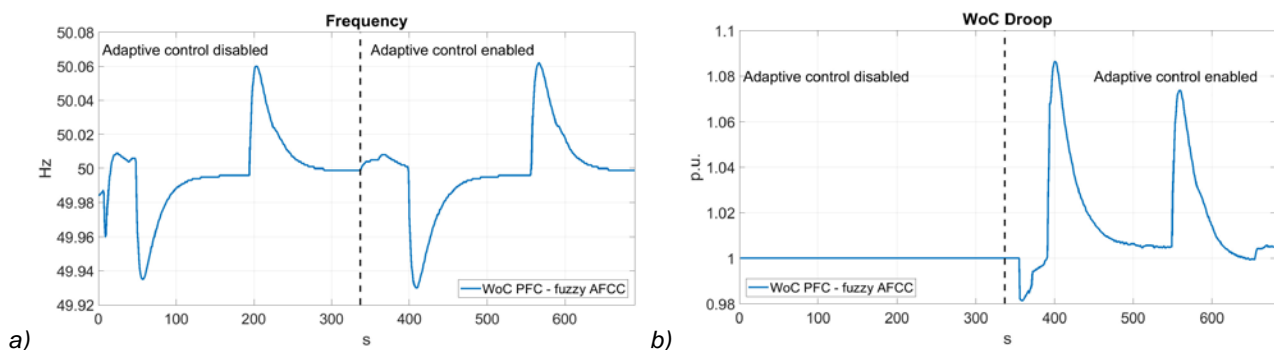 Frequency
50.08
50.06
50.04
50.02
50
49.98
49.96
49.94
49.92
Hz
Adaptive control disabled
Adaptive control enabled
WoC PFC - fuzzy AFCC
0 100 200 300 400 500 600
s
a)
WoC Droop
1.1
1.08
1.06
1.04
1.02
1
0.98
p.u.
Adaptive control disabled
Adaptive control enabled
WoC PFC - fuzzy AFCC
0 100 200 300 400 500 600
s
b)